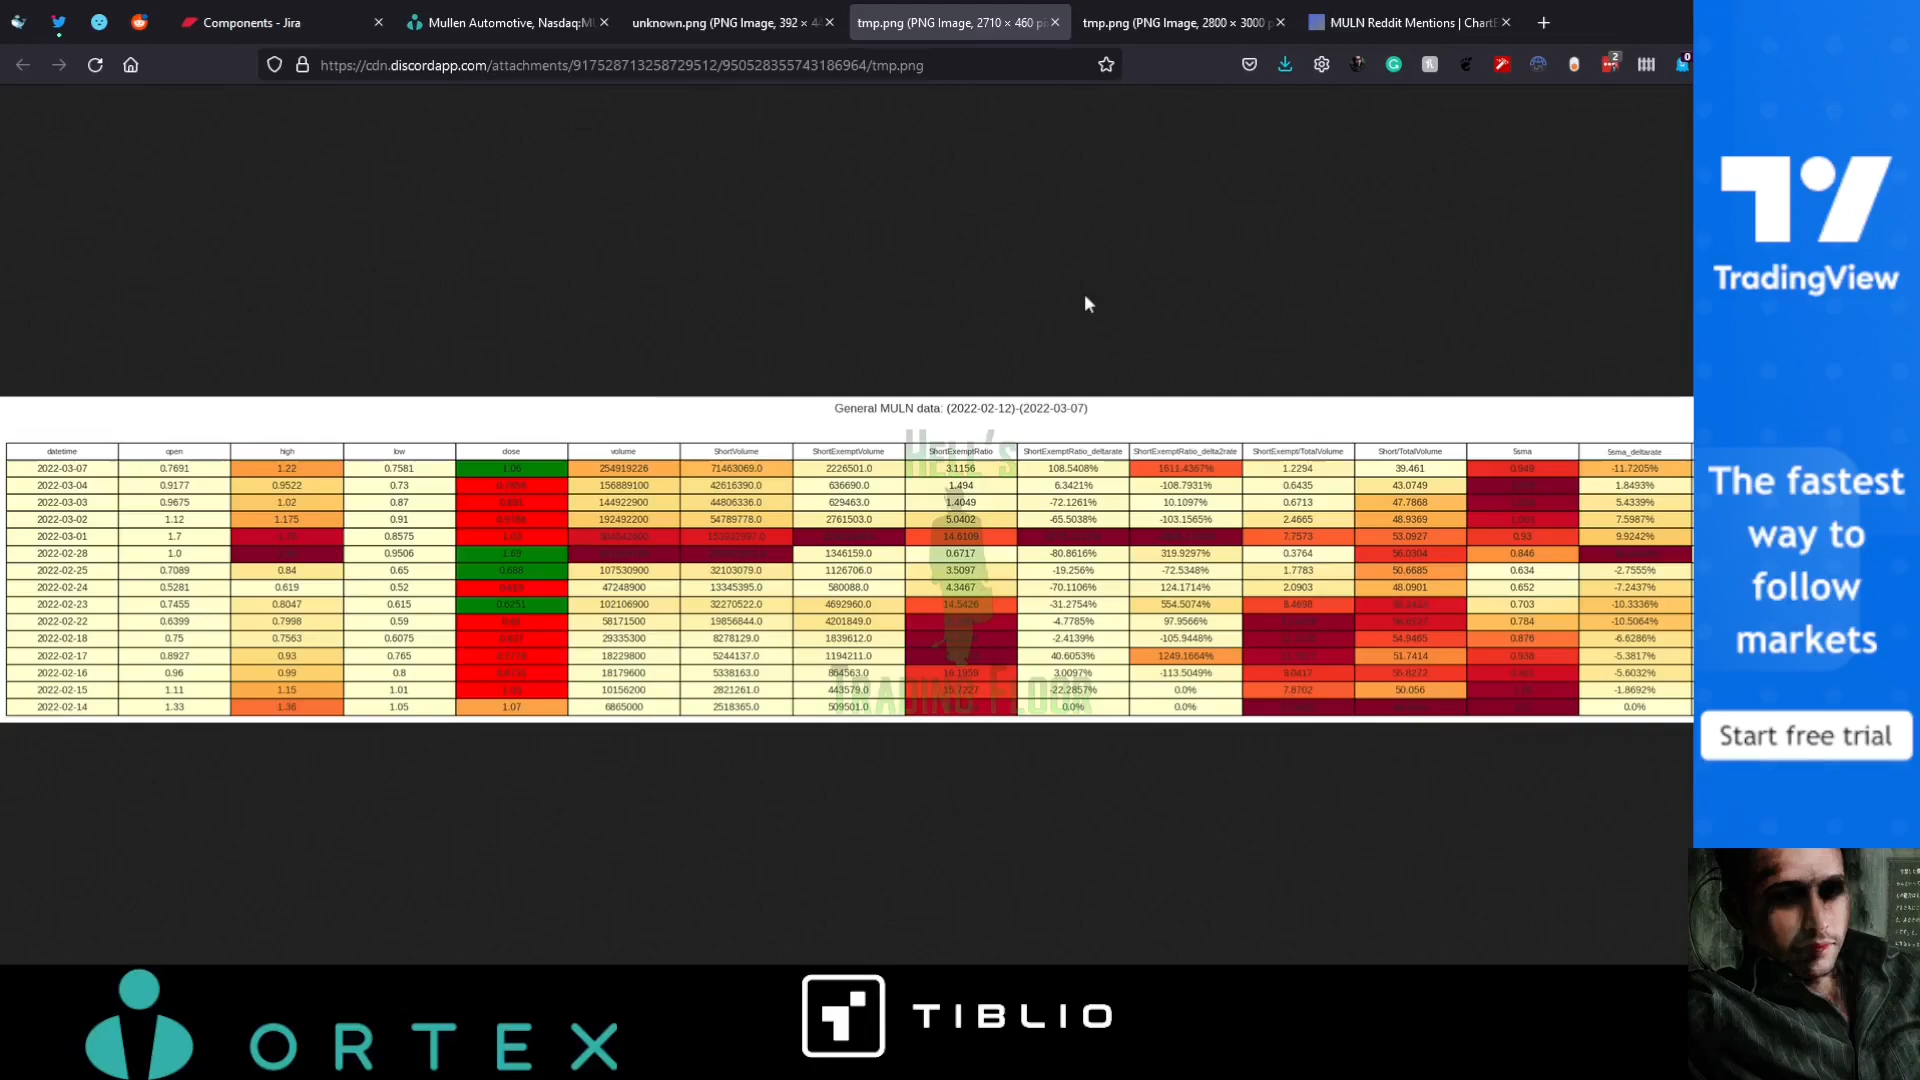 Components - Jira
Mullen Automotive, Nasdaq:M
unknown.png (PNG Image, 392 × 4
tmp.png (PNG Image, 2710 × 460 pi
tmp.png (PNG Image, 2800 × 3000 p
MULN Reddit Mentions | Chart
https://cdn.discordapp.com/attachments/917528713258729512/950528355743186964/tmp.png
2
0
TradingView
The fastest
way to
follow
markets
Start free trial
General MULN data: (2022-02-12)-(2022-03-07)
HELL'S
TRADING FLOOR
datetime open high low close volume ShortVolume ShortExemptVolume ShortExemptRatio ShortExemptRatio_deltarate ShortExemptRatio_delta2rate ShortExempt/TotalVolume Short/TotalVolume 5sma 5sma_deltarate
2022-03-07 0.7691 1.22 0.7581 1.06 254919226 71463069.0 2226501.0 3.1156 108.5408% 1611.4367% 1.2294 39.461 0.949 -11.7205%
2022-03-04 0.9177 0.9522 0.73 156889100 42616390.0 636690.0 1.494 6.3421% -108.7931% 0.6435 43.0749 1.8493%
2022-03-03 0.9675 1.02 0.87 144922900 44806336.0 629463.0 1.4049 -72.1261% 10.1097% 0.6713 47.7868 5.4339%
2022-03-02 1.12 1.175 0.91 192492200 54789778.0 2761503.0 5.0402 -65.5038% -103.1565% 2.4665 48.9369 7.5987%
2022-03-01 1.7 0.8575 14.6109 7.7573 53.0927 0.93 9.9242%
2022-02-28 1.0 0.9506 1.69 1346159.0 0.6717 -80.8616% 319.9297% 0.3764 56.0304 0.846
2022-02-25 0.7089 0.84 0.65 0.688 107530900 32103079.0 1126706.0 3.5097 -19.256% -72.5348% 1.7783 50.6685 0.634 -2.7555%
2022-02-24 0.5281 0.619 0.52 47248900 13345395.0 580088.0 4.3467 -70.1106% 124.1714% 2.0903 48.0901 0.652 -7.2437%
2022-02-23 0.7455 0.8047 0.615 0.6251 102106900 32270522.0 4692960.0 14.5426 -31.2754% 554.5074% 8.4698 0.703 -10.3336%
2022-02-22 0.6399 0.7998 0.59 58171500 19856844.0 4201849.0 -4.7785% 97.9566% 0.784 -10.5064%
2022-02-18 0.75 0.7563 0.6075 29335300 8278129.0 1839612.0 -2.4139% -105.9448% 54.9465 0.876 -6.6286%
2022-02-17 0.8927 0.93 0.765 18229800 5244137.0 1194211.0 40.6053% 1249.1664% 51.7414 0.938 -5.3817%
2022-02-16 0.96 0.99 0.8 18179600 5338163.0 864563.0 16.1959 3.0097% -113.5049% 9.0417 55.8272 -5.6032%
2022-02-15 1.11 1.15 1.01 10156200 2821261.0 443579.0 15.7227 -22.2857% 0.0% 7.8702 50.056 -1.8692%
2022-02-14 1.33 1.36 1.05 1.07 6865000 2518365.0 509501.0 0.0% 0.0% 0.0%
ORTEX
TIBLIO